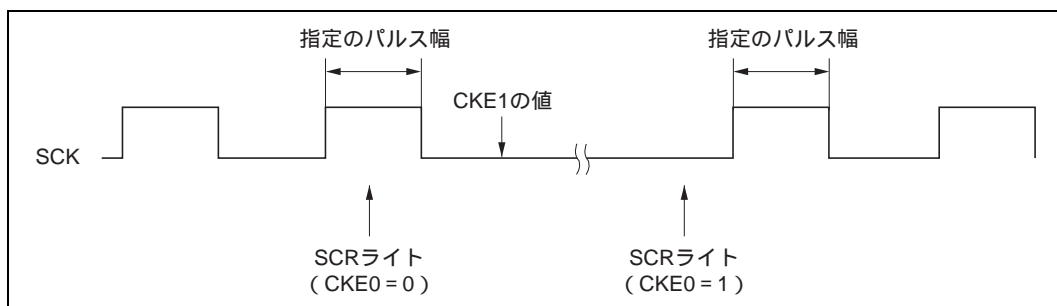 指定のパルス幅
指定のパルス幅
CKE1の値
SCK
SCRライト
(CKE0 = 0)
SCRライト
(CKE0 = 1)